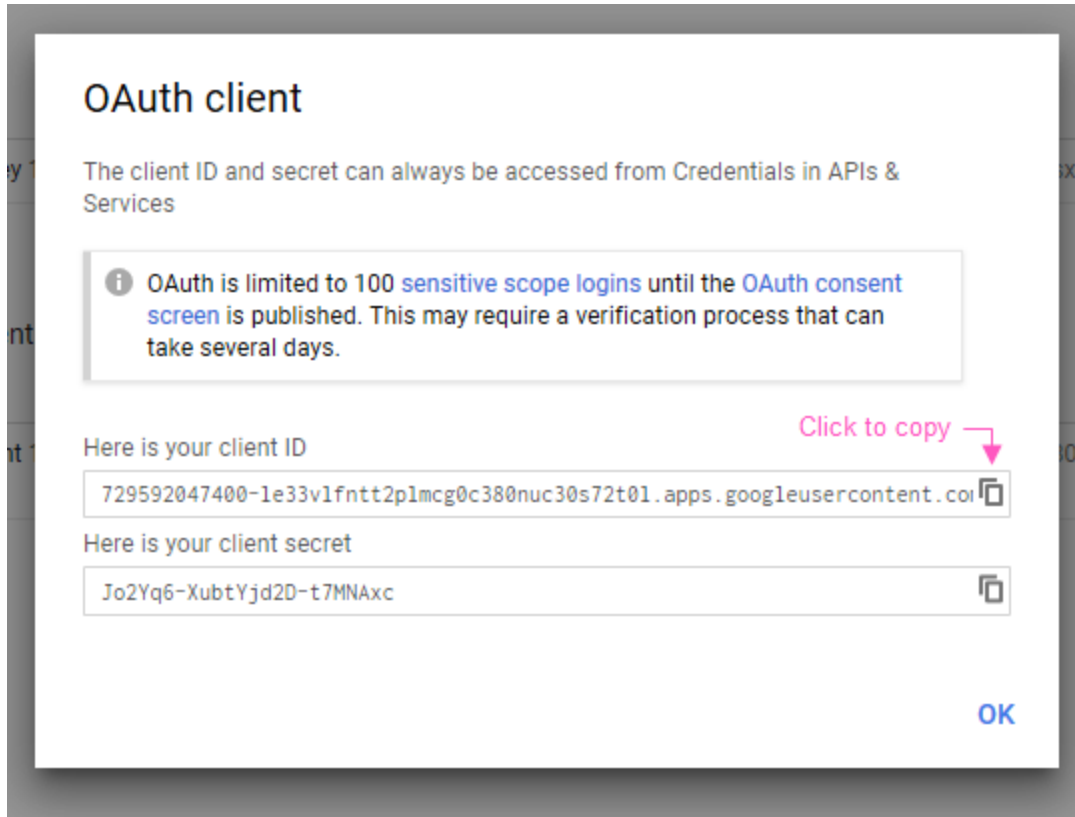 OAuth client
The client ID and secret can always be accessed from Credentials in APIs &
Services
OAuth is limited to 100 sensitive scope logins until the OAuth consent
screen is published. This may require a verification process that can
take several days.
Click to copy
Here is your client ID
729592047400-le33vlfntt2plmcg0c380nuc30s72t0l.apps.googleusercontent.co
Here is your client secret
Jo2Yq6-XubtYjd2D-t7MNAxc
OK